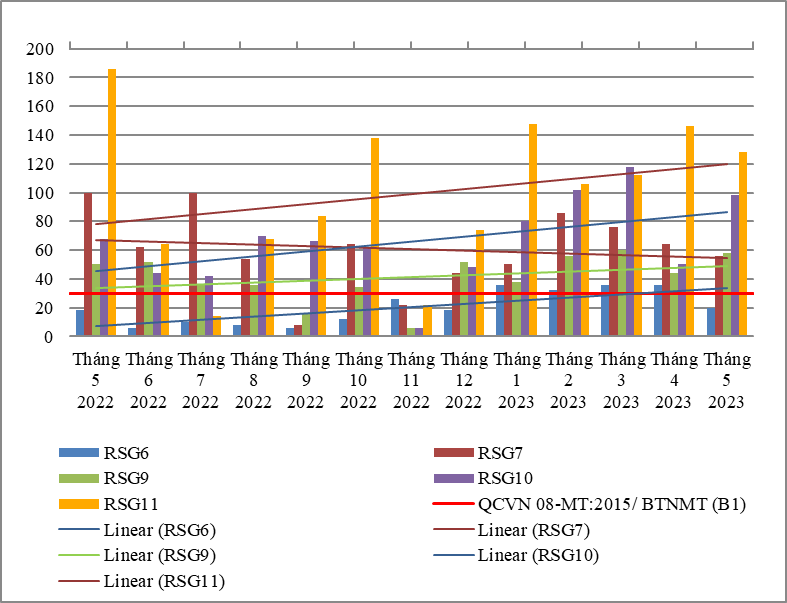 200
180
160
140
120
100
80
60
40
20
0
Tháng Tháng Tháng Tháng Tháng Tháng Tháng Tháng Tháng Tháng Tháng Tháng Tháng
5 6 7 8 9 10 11 12 1 2 3 4 5
2022 2022 2022 2022 2022 2022 2022 2022 2023 2023 2023 2023 2023
RSG6 RSG7
RSG9 RSG10
RSG11 QCVN 08-MT:2015/ BTNMT (B1)
Linear (RSG6) Linear (RSG7)
Linear (RSG9) Linear (RSG10)
Linear (RSG11)